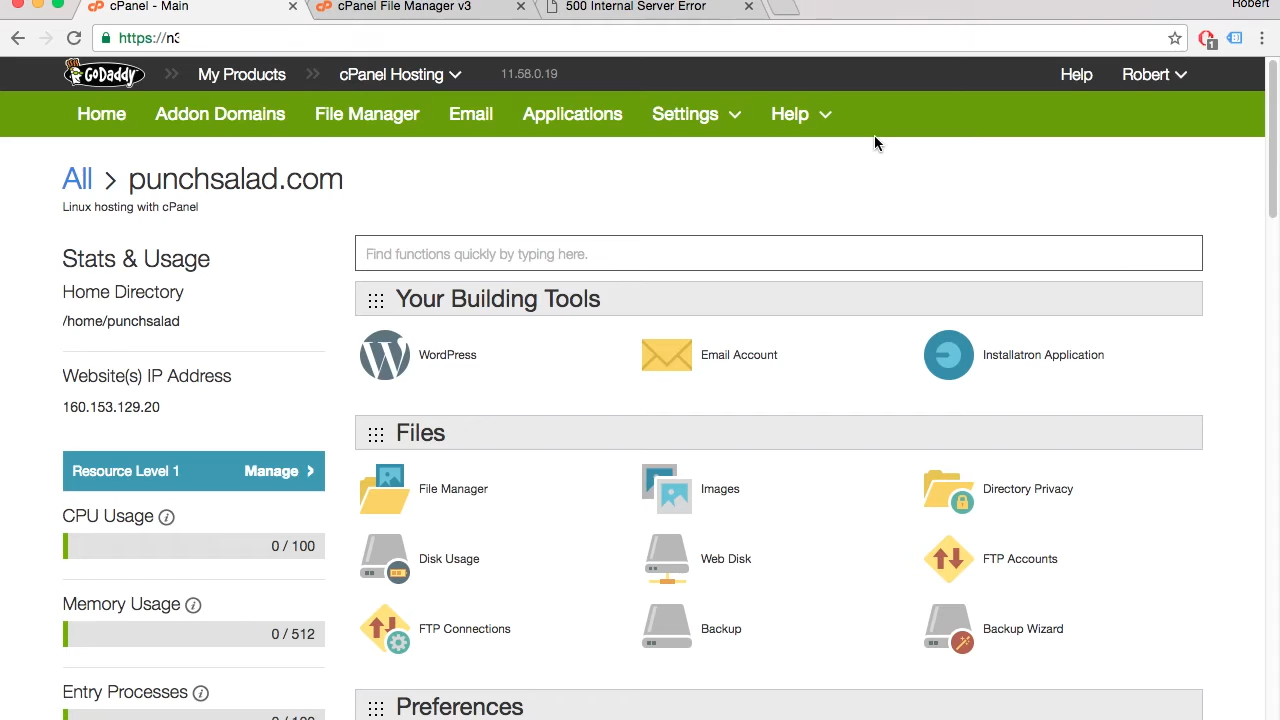 cPanel - Main
cPanel File Manager v3
500 Internal Server Error
Robert
https://n3
1
GoDaddy
My Products
cPanel Hosting
11.58.0.19
Help
Robert
Home
Addon Domains
File Manager
Email
Applications
Settings
Help
All > punchsalad.com
Linux hosting with cPanel
Stats & Usage
Home Directory
/home/punchsalad
Website(s) IP Address
160.153.129.20
Resource Level 1
Manage
CPU Usage
0 / 100
Memory Usage
0 / 512
Entry Processes
0 / 100
Find functions quickly by typing here.
Your Building Tools
WordPress
Email Account
Installatron Application
Files
File Manager
Images
Directory Privacy
Disk Usage
Web Disk
FTP Accounts
FTP Connections
Backup
Backup Wizard
Preferences